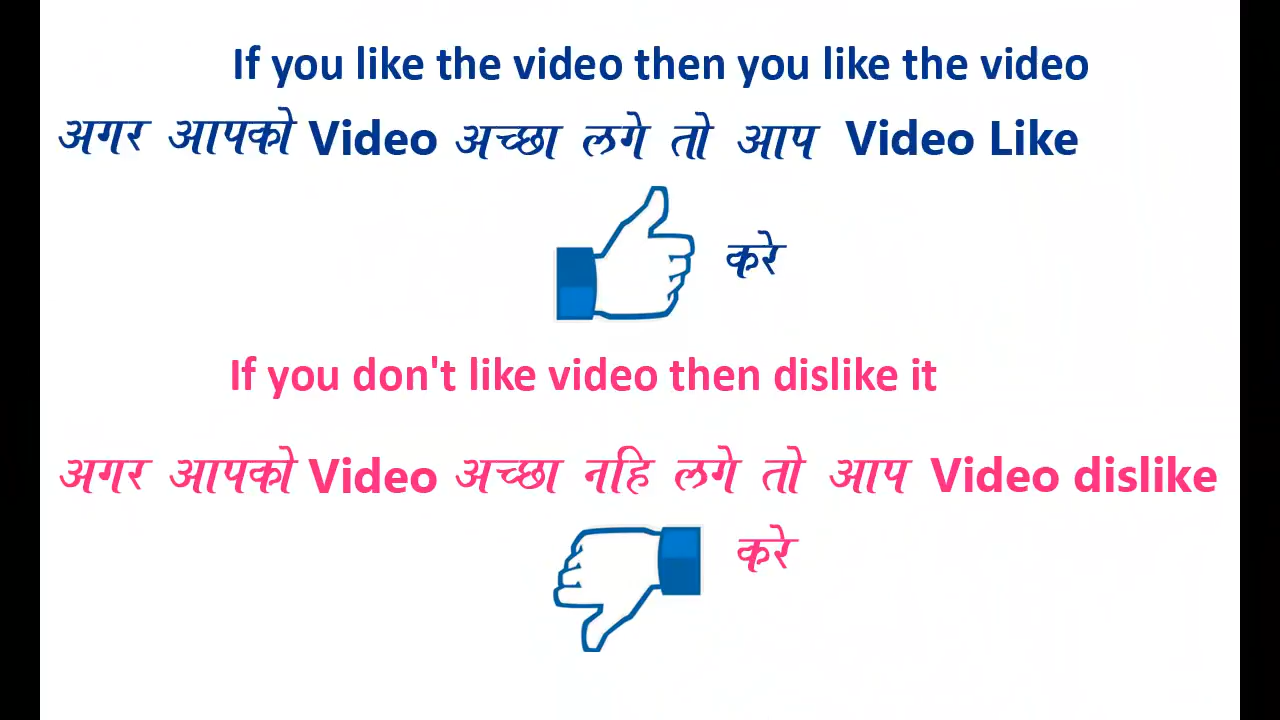 If you like the video then you like the video
अगर आपको Video अच्छा लगे तो आप Video Like
करे
If you don't like video then dislike it
अगर आपको Video अच्छा नहि लगे तो आप Video dislike
करे